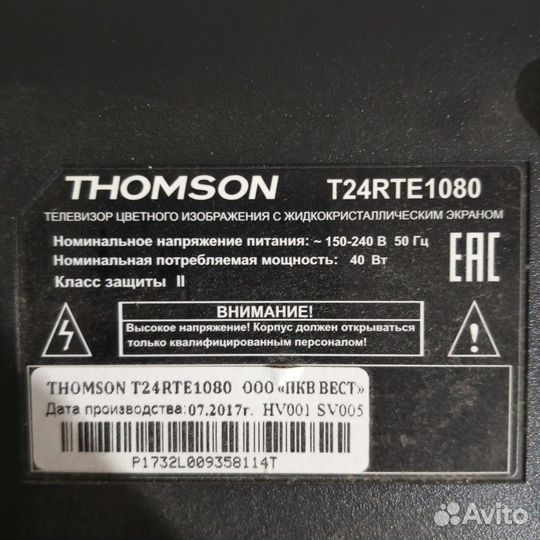 THOMSON T24RTE1080
ТЕЛЕВИЗОР ЦВЕТНОГО ИЗОБРАЖЕНИЯ С ЖИДКОКРИСТАЛЛИЧЕСКИМ ЭКРАНОМ
Номинальное напряжение питания: ~ 150-240 В 50 Гц
Номинальная потребляемая мощность: 40 Вт
Класс защиты II
EAC
ВНИМАНИЕ!
Высокое напряжение! Корпус должен открываться
только квалифицированным персоналом!
THOMSON T24RTE1080 ООО «ПКВ ВЕСТ»
Дата производства:07.2017г. HV001 SV005
P1732L009358114T
Avito